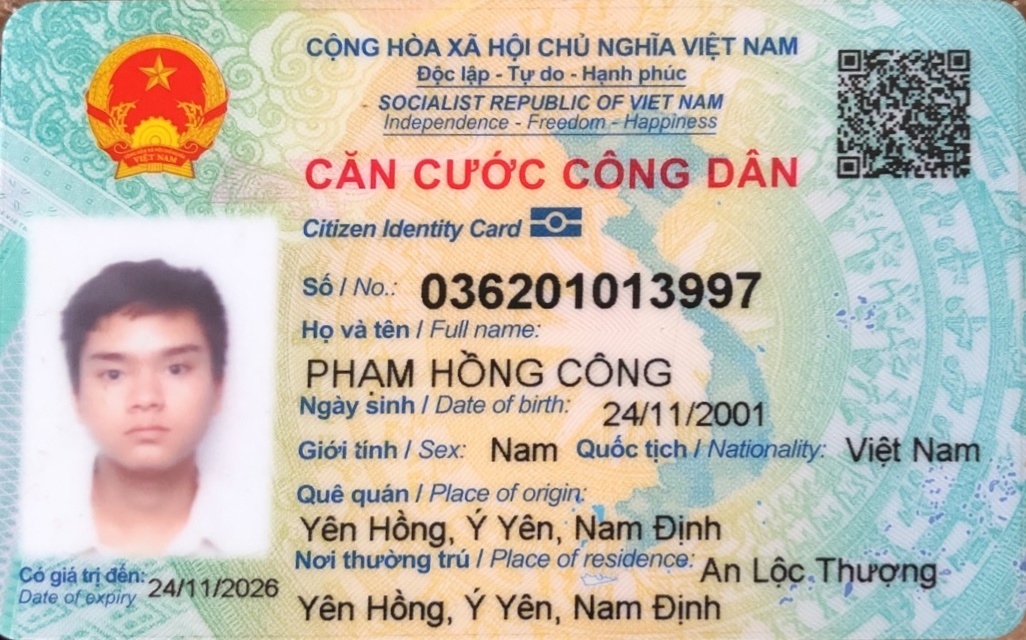 CỘNG HÒA XÃ HỘI CHỦ NGHĨA VIỆT NAM
Độc lập - Tự do - Hạnh phúc
SOCIALIST REPUBLIC OF VIET NAM
Independence - Freedom - Happiness
CĂN CƯỚC CÔNG DÂN
Citizen Identity Card
Số / No.: 036201013997
Họ và tên / Full name:
PHẠM HỒNG CÔNG
Ngày sinh / Date of birth: 24/11/2001
Giới tính / Sex: Nam Quốc tịch / Nationality: Việt Nam
Quê quán / Place of origin:
Yên Hồng, Ý Yên, Nam Định
Nơi thường trú / Place of residence: An Lộc Thượng
Yên Hồng, Ý Yên, Nam Định
Có giá trị đến: 24/11/2026
Date of expiry
VIỆT NAM